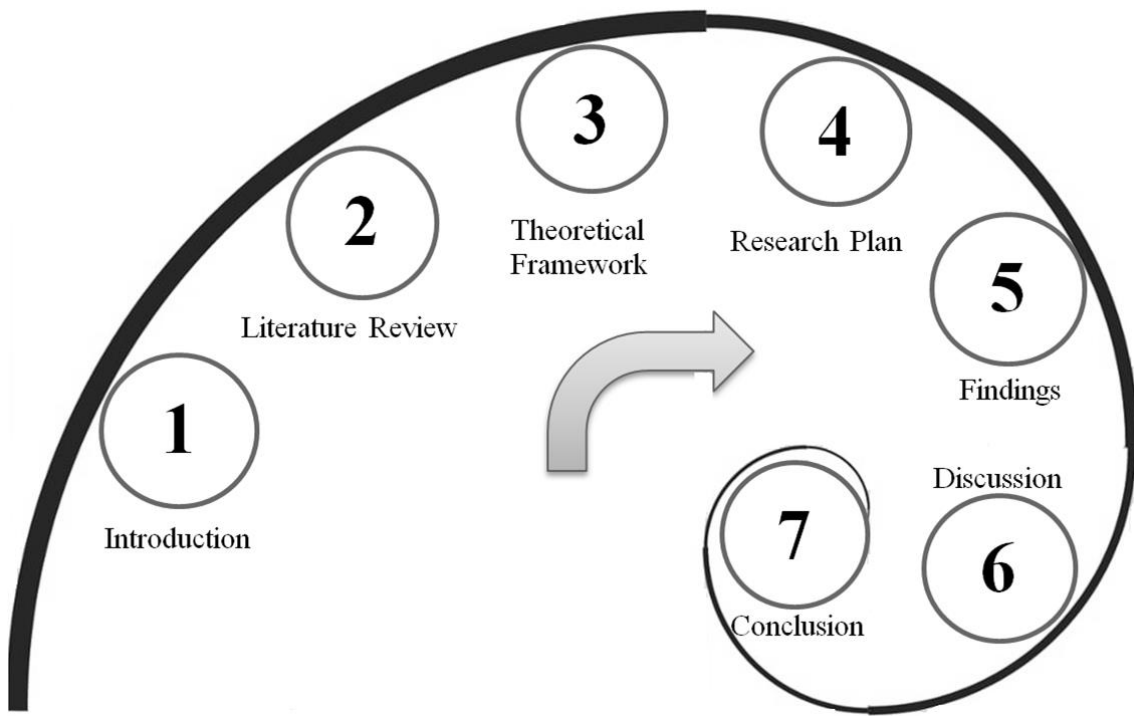 1
Introduction
2
Literature Review
3
Theoretical
Framework
4
Research Plan
5
Findings
Discussion
6
7
Conclusion